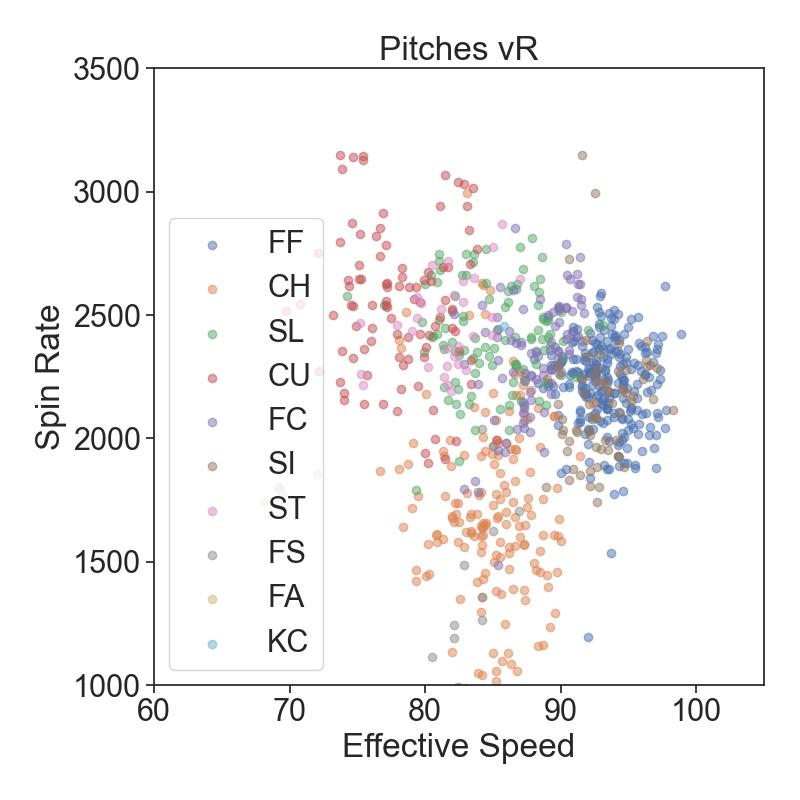 Pitches vR
3500
3000
2500
2000
1500
1000
Spin Rate
FF
CH
SL
CU
FC
SI
ST
FS
FA
KC
60 70 80 90 100
Effective Speed